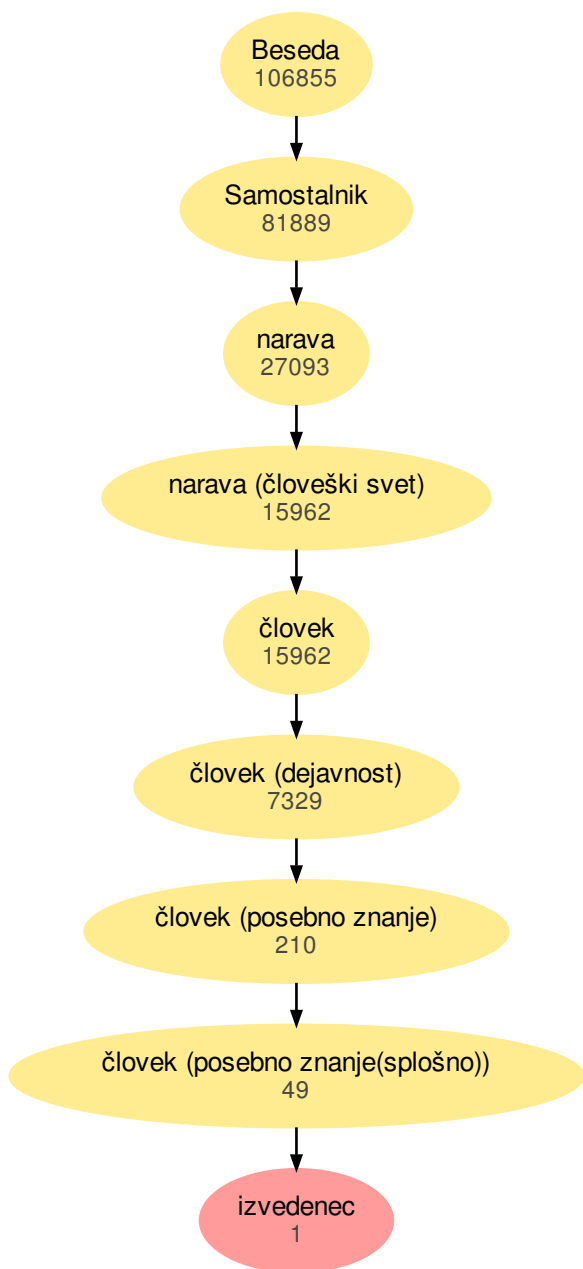 Beseda
106855
Samostalnik
81889
narava
27093
narava (človeški svet)
15962
človek
15962
človek (dejavnost)
7329
človek (posebno znanje)
210
človek (posebno znanje(splošno))
49
izvedenec
1